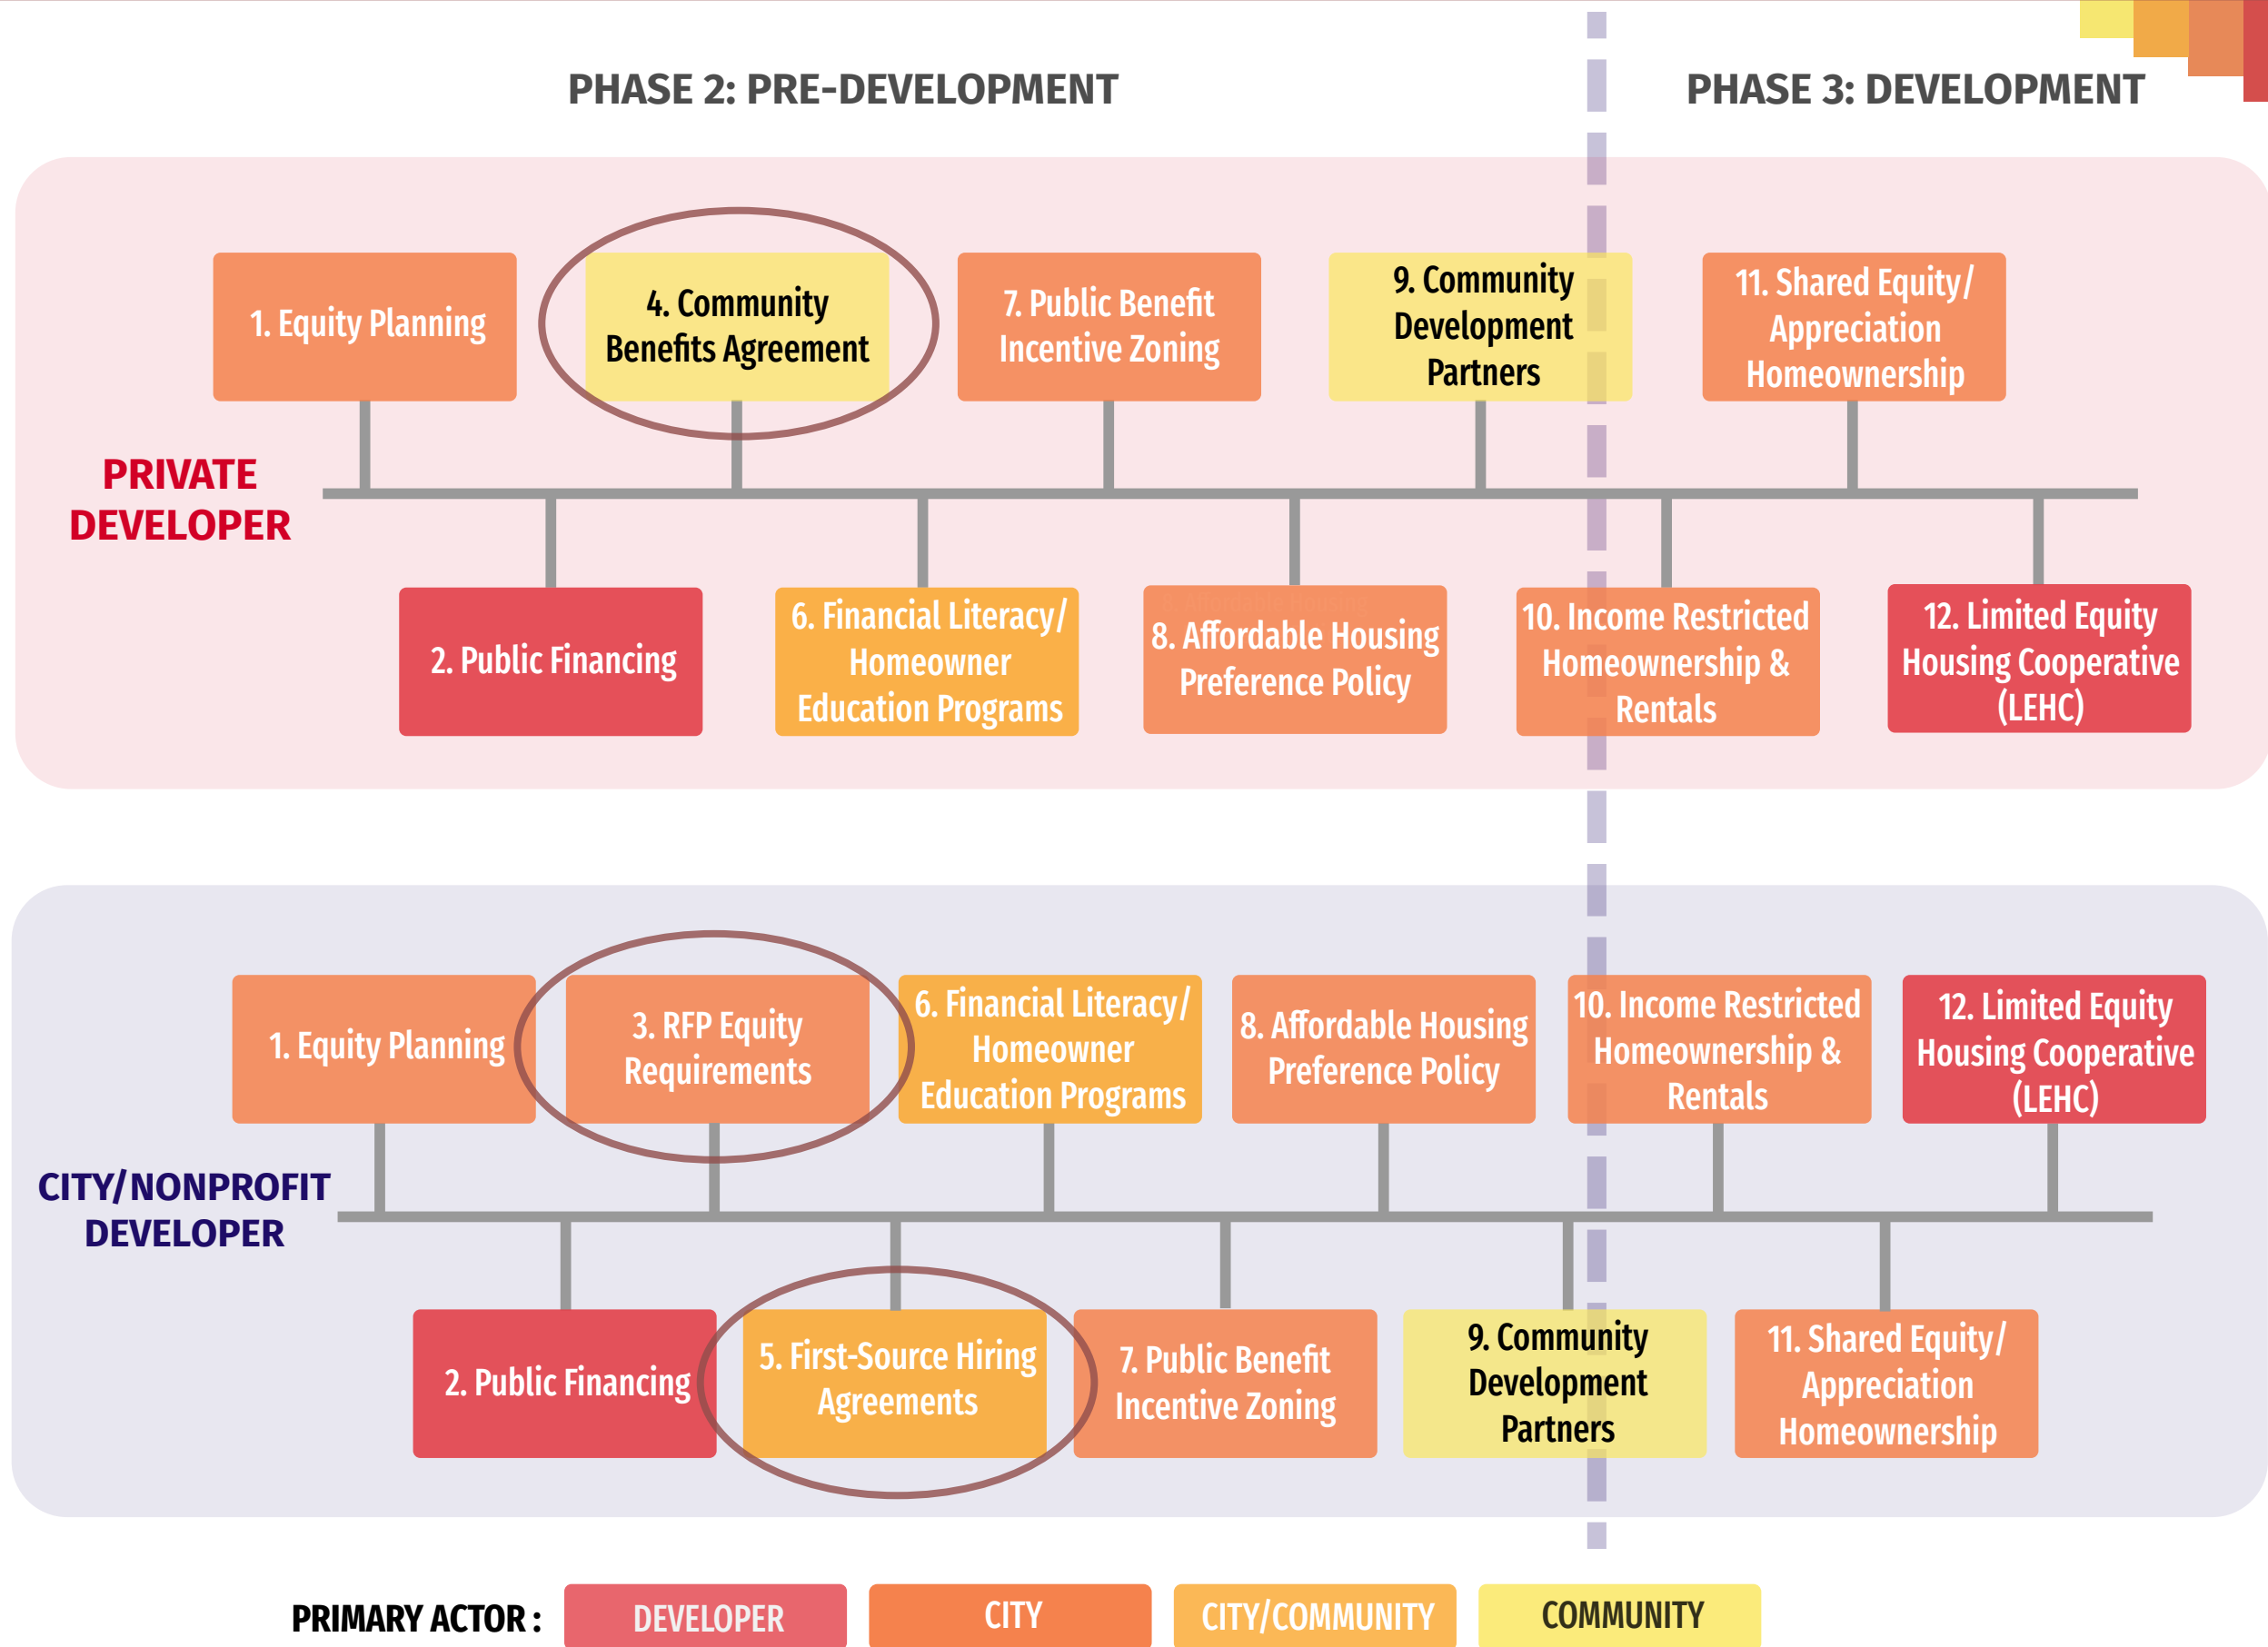 PHASE 2: PRE-DEVELOPMENT
PHASE 3: DEVELOPMENT
1. Equity Planning
4. Community
Benefits Agreement
7. Public Benefit
Incentive Zoning
9. Community
Development
Partners
11. Shared Equity/
Appreciation
Homeownership
PRIVATE
DEVELOPER
2. Public Financing
6. Financial Literacy/
Homeowner
Education Programs
8. Affordable Housing
Preference Policy
10. Income Restricted
Homeownership &
Rentals
12. Limited Equity
Housing Cooperative
(LEHC)
1. Equity Planning
3. RFP Equity
Requirements
6. Financial Literacy/
Homeowner
Education Programs
8. Affordable Housing
Preference Policy
10. Income Restricted
Homeownership &
Rentals
12. Limited Equity
Housing Cooperative
(LEHC)
CITY/NONPROFIT
DEVELOPER
2. Public Financing
5. First-Source Hiring
Agreements
7. Public Benefit
Incentive Zoning
9. Community
Development
Partners
11. Shared Equity/
Appreciation
Homeownership
PRIMARY ACTOR :
DEVELOPER
CITY
CITY/COMMUNITY
COMMUNITY